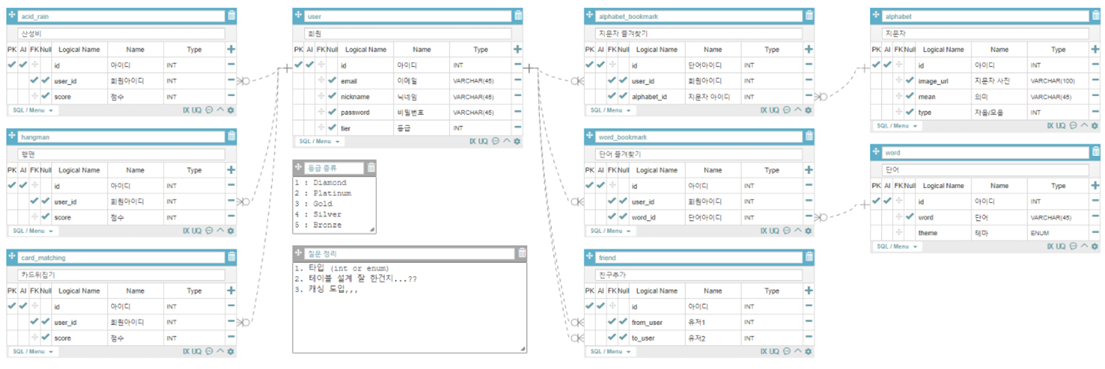 acid_rain
산성비
PK AI FK Null Logical Name Name Type
id 아이디 INT
user_id 회원아이디 INT
score 점수 INT
SQL / Menu IX UQ
hangman
행맨
PK AI FK Null Logical Name Name Type
id 아이디 INT
user_id 회원아이디 INT
score 점수 INT
SQL / Menu IX UQ
card_matching
카드뒤집기
PK AI FK Null Logical Name Name Type
id 아이디 INT
user_id 회원아이디 INT
score 점수 INT
SQL / Menu IX UQ
user
회원
PK AI FK Null Logical Name Name Type
id 아이디 INT
email 이메일 VARCHAR(45)
nickname 닉네임 VARCHAR(45)
password 비밀번호 VARCHAR(45)
tier 등급 INT
SQL / Menu IX UQ
등급 종류
1 : Diamond
2 : Platinum
3 : Gold
4 : Silver
5 : Bronze
질문 정리
1. 타입 (int or enum)
2. 테이블 설계 잘 한건지...??
3. 캐싱 도입,,,
alphabet_bookmark
지문자 즐겨찾기
PK AI FK Null Logical Name Name Type
id 단어아이디 INT
user_id 회원아이디 INT
alphabet_id 지문자 아이디 INT
SQL / Menu IX UQ
word_bookmark
단어 즐겨찾기
PK AI FK Null Logical Name Name Type
id 아이디 INT
user_id 회원아이디 INT
word_id 단어아이디 INT
SQL / Menu IX UQ
friend
친구추가
PK AI FK Null Logical Name Name Type
id 아이디 INT
from_user 유저1 INT
to_user 유저2 INT
SQL / Menu IX UQ
alphabet
지문자
PK AI FK Null Logical Name Name Type
id 아이디 INT
image_url 지문자 사진 VARCHAR(100)
mean 의미 VARCHAR(45)
type 자음/모음 INT
SQL / Menu IX UQ
word
단어
PK AI FK Null Logical Name Name Type
id 아이디 INT
word 단어 VARCHAR(45)
theme 테마 ENUM
SQL / Menu IX UQ